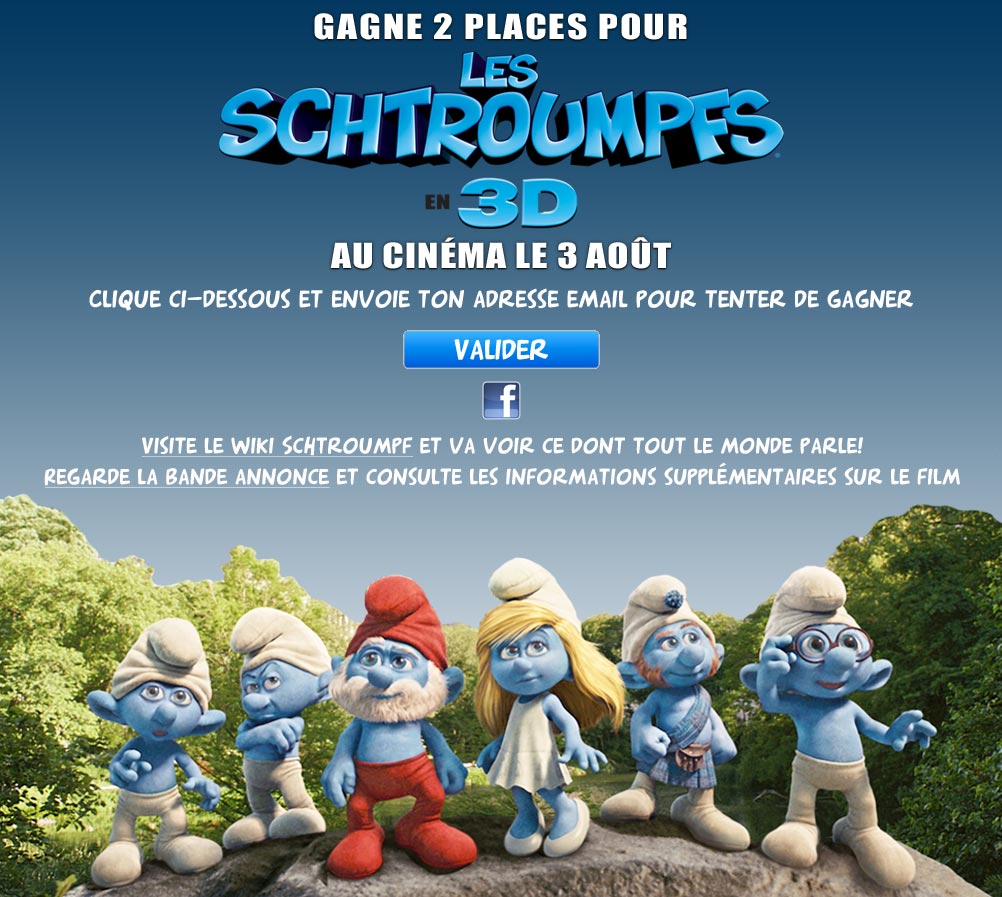 GAGNE 2 PLACES POUR
LES
SCHTROUMPFS
EN 3D
AU CINÉMA LE 3 AOÛT
CLIQUE CI-DESSOUS ET ENVOIE TON ADRESSE EMAIL POUR TENTER DE GAGNER
VALIDER
f
VISITE LE WIKI SCHTROUMPF ET VA VOIR CE DONT TOUT LE MONDE PARLE!
REGARDE LA BANDE ANNONCE ET CONSULTE LES INFORMATIONS SUPPLÉMENTAIRES SUR LE FILM